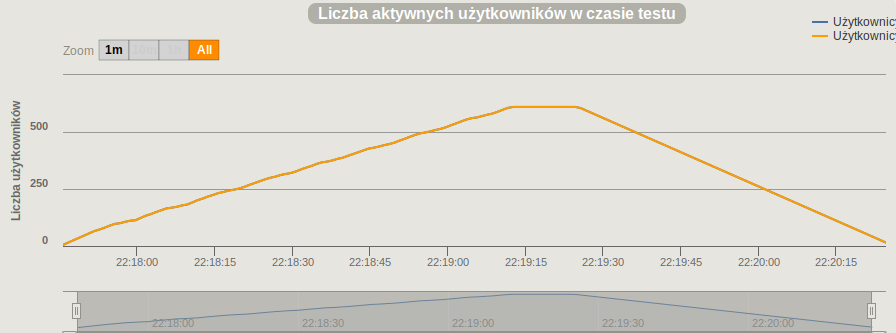 Liczba aktywnych użytkowników w czasie testu
Użytkownicy
Użytkownicy
Zoom 1m 10m 1h All
Liczba użytkowników
500
250
0
22:18:00 22:18:15 22:18:30 22:18:45 22:19:00 22:19:15 22:19:30 22:19:45 22:20:00 22:20:15
22:18:00 22:18:30 22:19:00 22:19:30 22:20:00